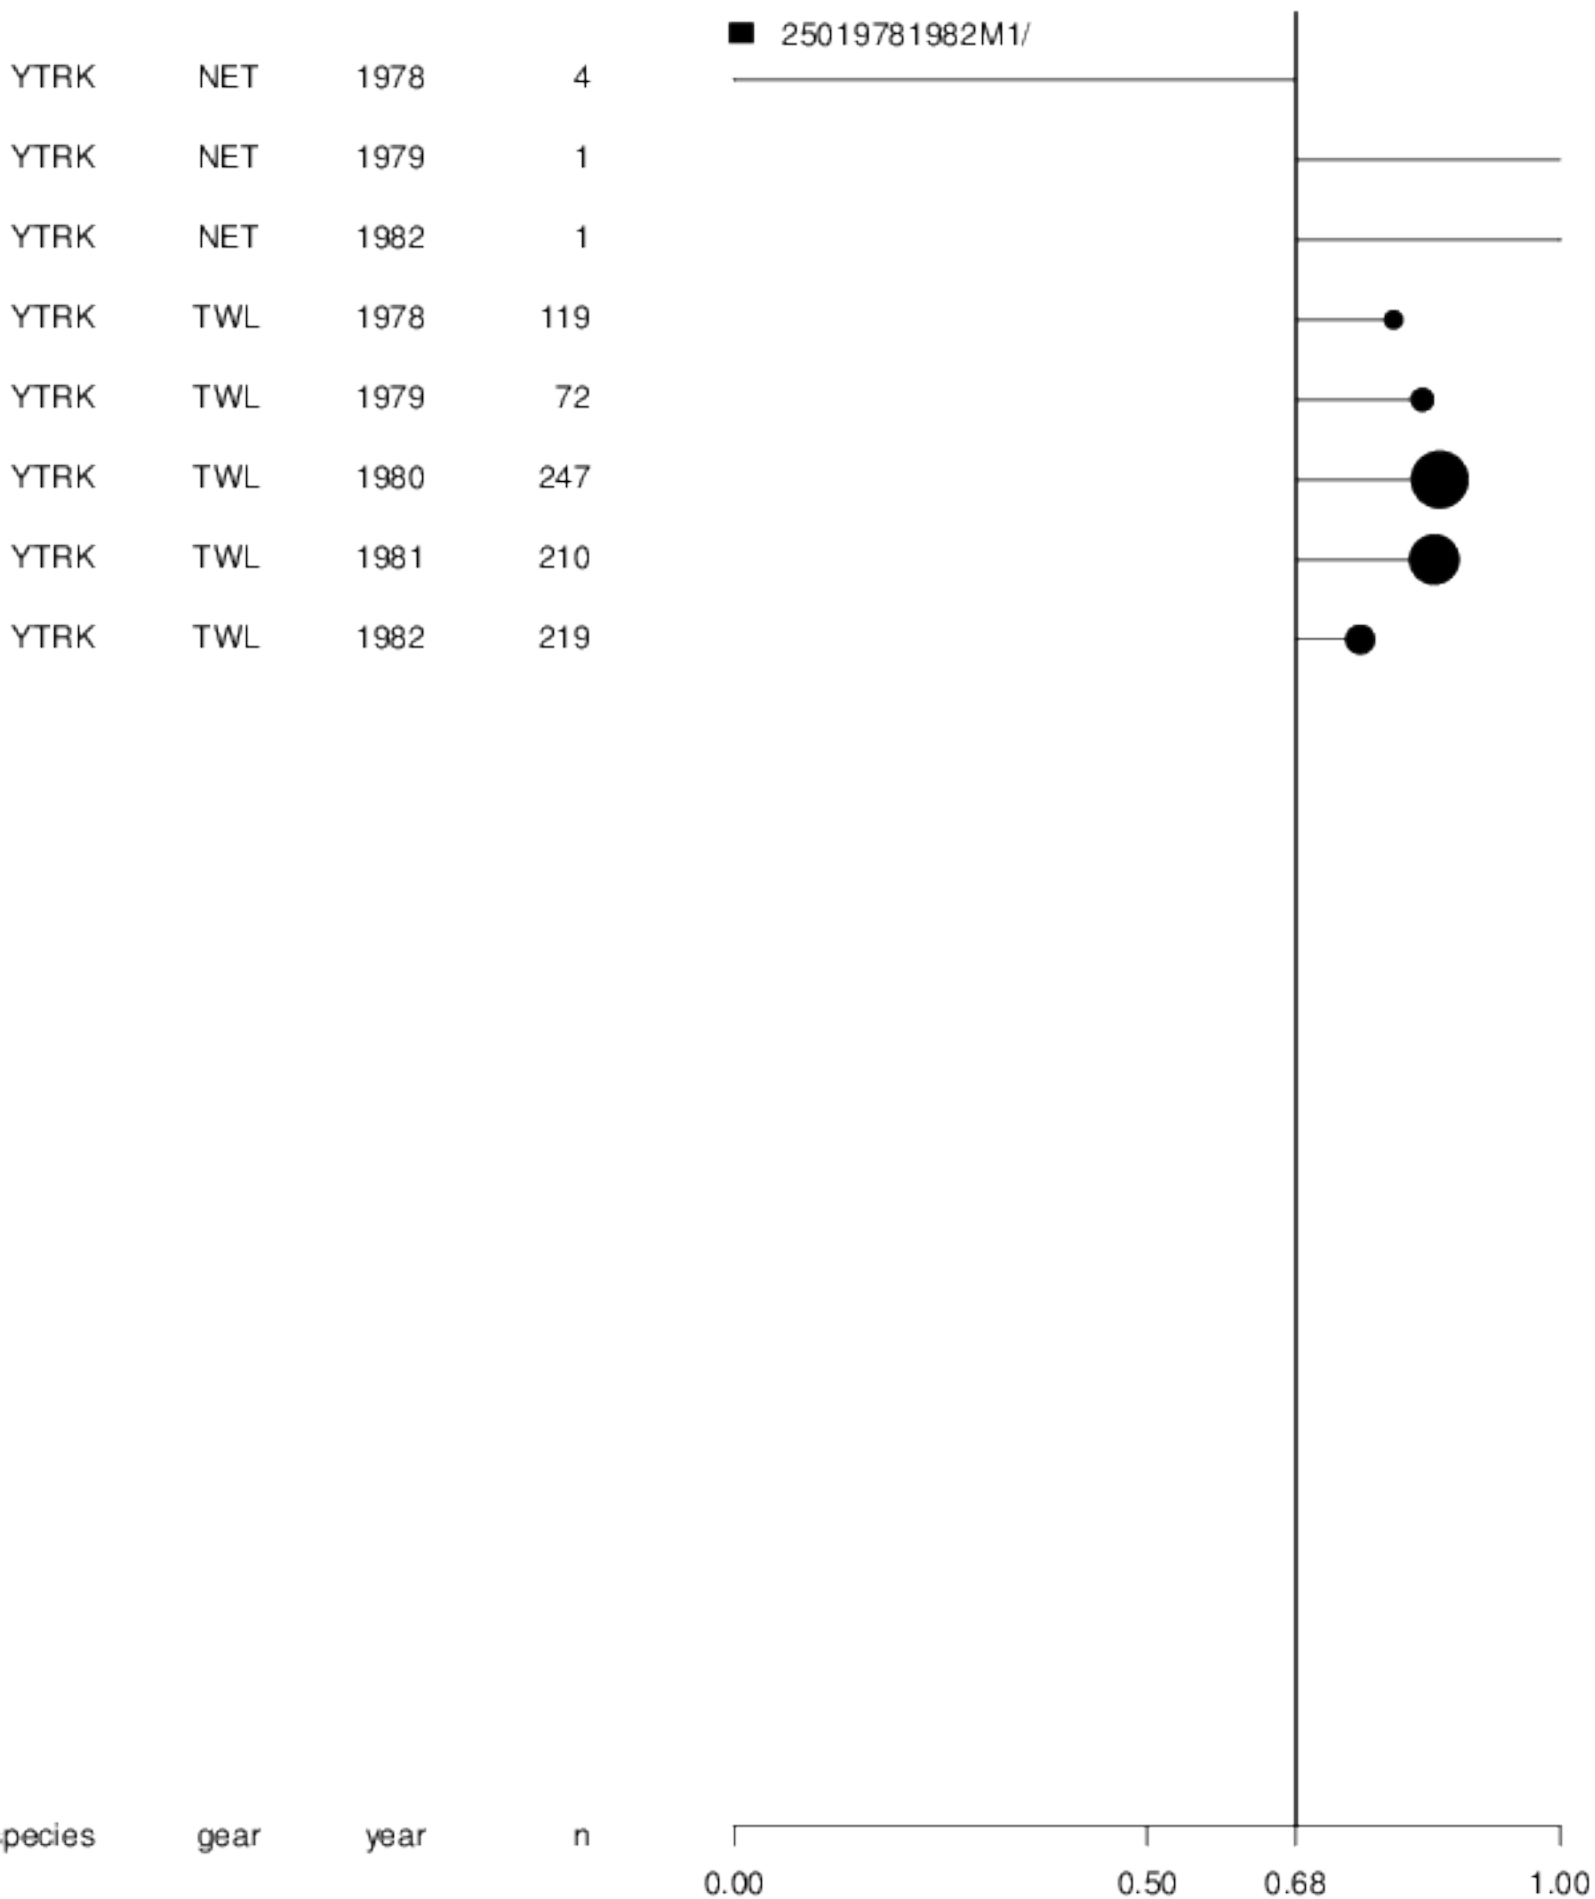 25019781982M1/
YTRK NET 1978 4
YTRK NET 1979 1
YTRK NET 1982 1
YTRK TWL 1978 119
YTRK TWL 1979 72
YTRK TWL 1980 247
YTRK TWL 1981 210
YTRK TWL 1982 219
pecies gear year n
0.00 0.50 0.68 1.00